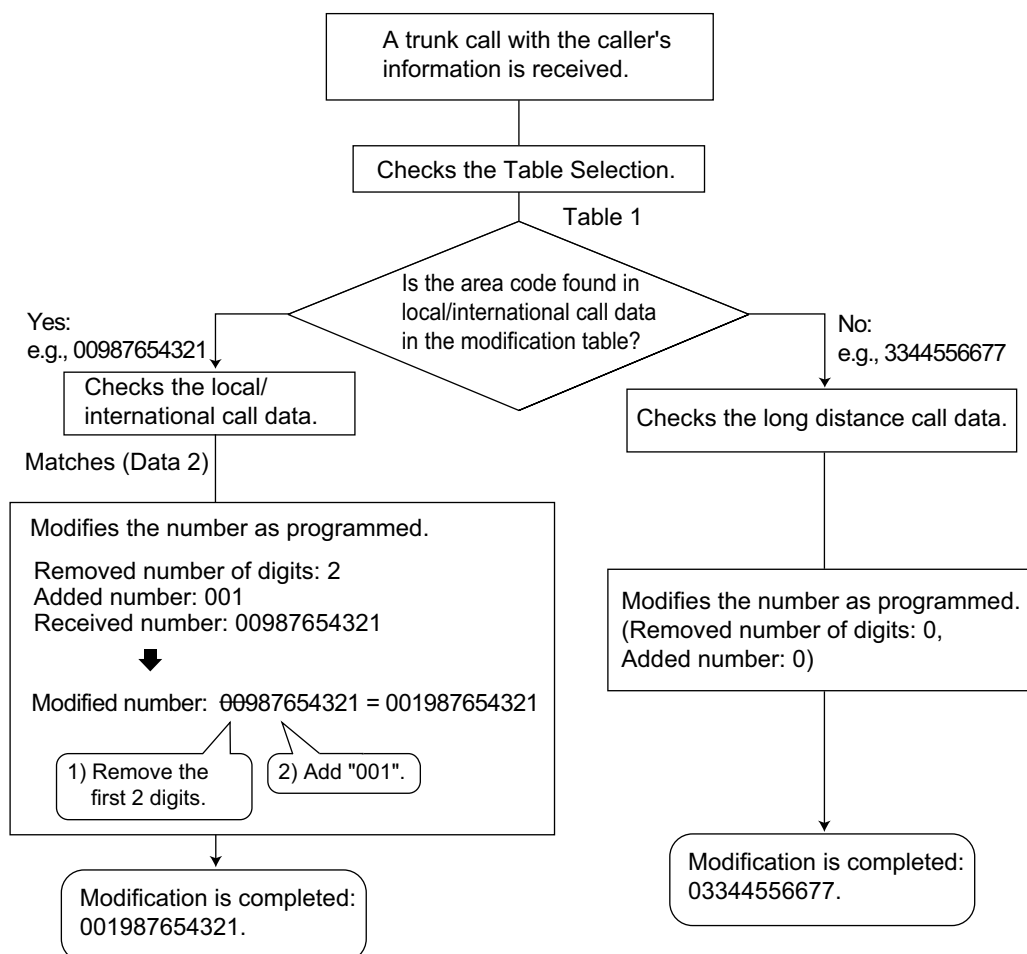 A trunk call with the caller's
information is received.
Checks the Table Selection.
Table 1
Is the area code found in
local/international call data
in the modification table?
Yes:
e.g., 00987654321
No:
e.g., 3344556677
Checks the local/
international call data.
Checks the long distance call data.
Matches (Data 2)
Modifies the number as programmed.
Removed number of digits: 2
Added number: 001
Received number: 00987654321
Modified number: 00987654321 = 001987654321
1) Remove the
first 2 digits.
2) Add "001".
Modifies the number as programmed.
(Removed number of digits: 0,
Added number: 0)
Modification is completed:
001987654321.
Modification is completed:
03344556677.